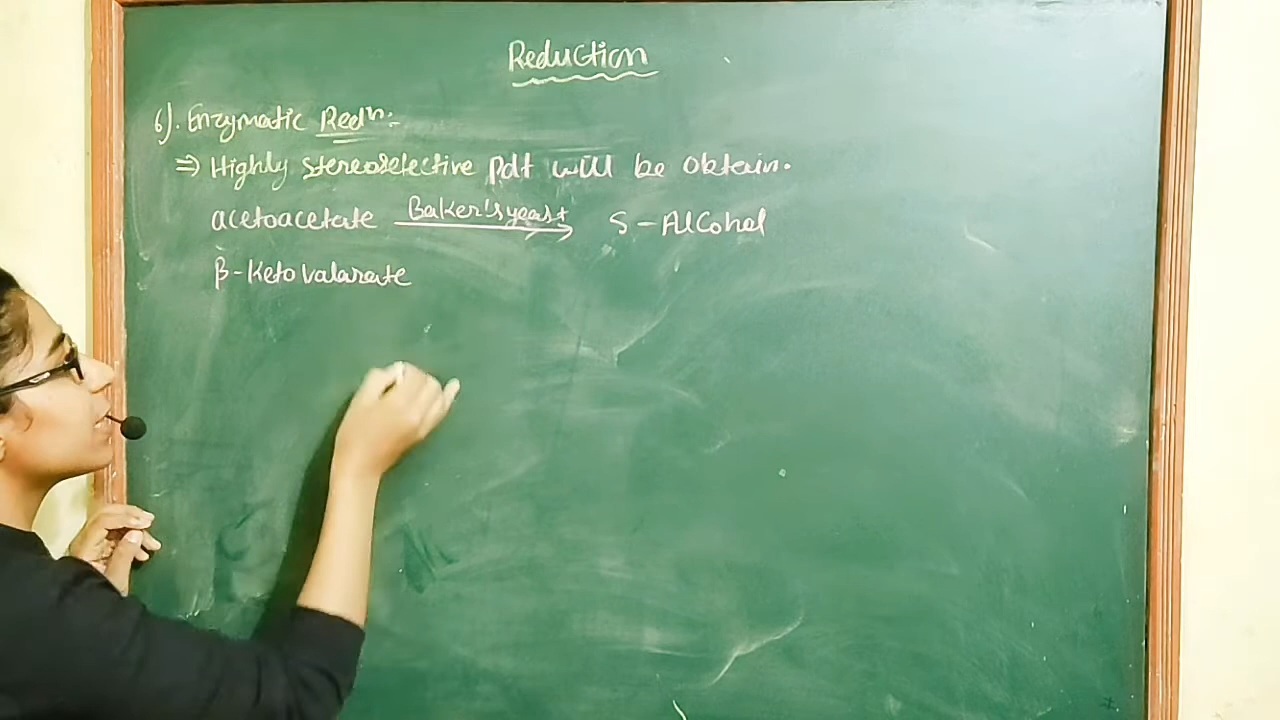 Reduction
6). Enzymatic Redⁿ:-
⇒ Highly stereoselective pdt will be obtain.
acetoacetate Baker's yeast → S-Alcohol
β-Keto Valarate